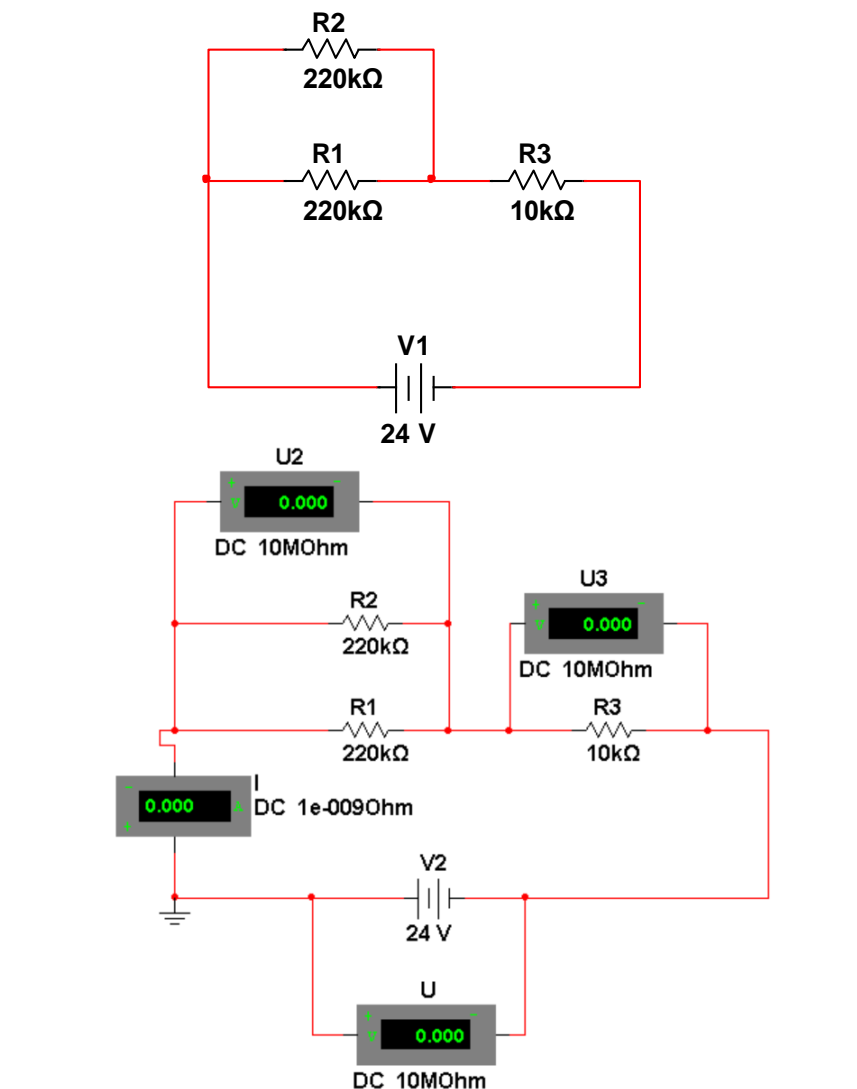 R2
220kΩ
R1
220kΩ
R3
10kΩ
V1
24 V
U2
+ -
V 0.000
DC 10MOhm
R2
220kΩ
U3
+ -
V 0.000
DC 10MOhm
R1
220kΩ
R3
10kΩ
I
-
0.000 A
+
DC 1e-009Ohm
V2
24 V
U
+ -
V 0.000
DC 10MOhm